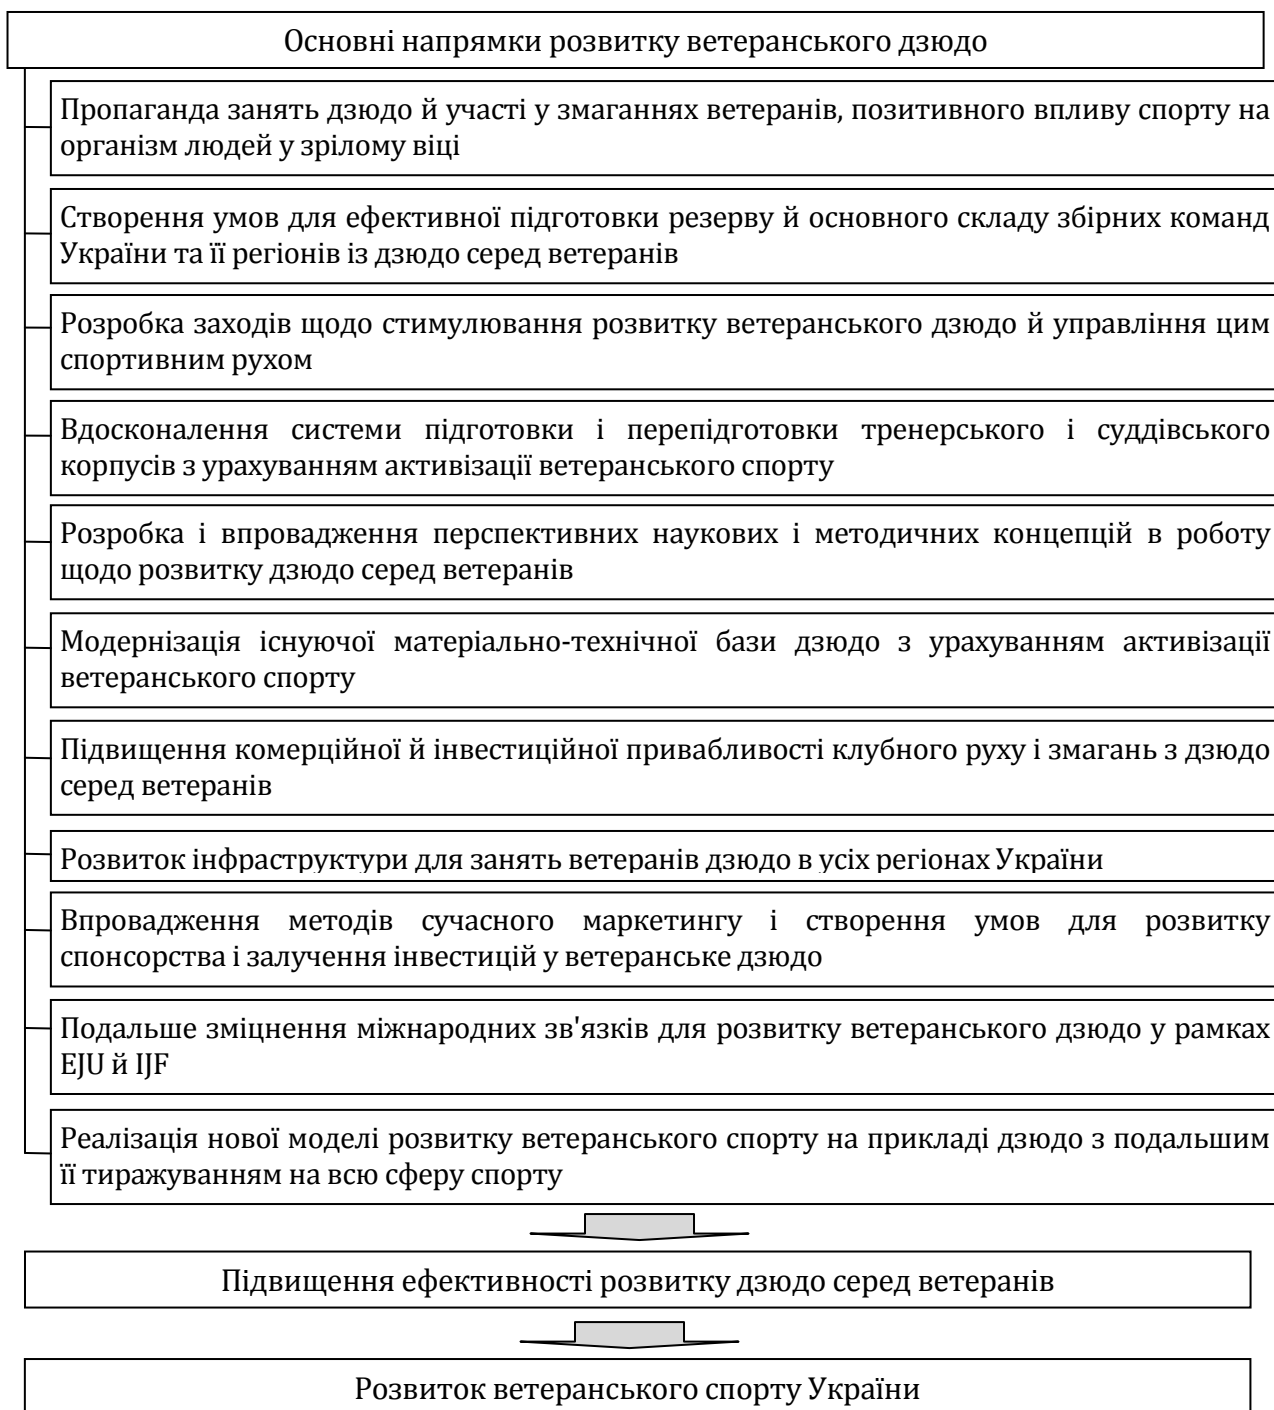 Основні напрямки розвитку ветеранського дзюдо
Пропаганда занять дзюдо й участі у змаганнях ветеранів, позитивного впливу спорту на
організм людей у зрілому віці
Створення умов для ефективної підготовки резерву й основного складу збірних команд
України та її регіонів із дзюдо серед ветеранів
Розробка заходів щодо стимулювання розвитку ветеранського дзюдо й управління цим
спортивним рухом
Вдосконалення системи підготовки і перепідготовки тренерського і суддівського
корпусів з урахуванням активізації ветеранського спорту
Розробка і впровадження перспективних наукових і методичних концепцій в роботу
щодо розвитку дзюдо серед ветеранів
Модернізація існуючої матеріально-технічної бази дзюдо з урахуванням активізації
ветеранського спорту
Підвищення комерційної й інвестиційної привабливості клубного руху і змагань з дзюдо
серед ветеранів
Розвиток інфраструктури для занять ветеранів дзюдо в усіх регіонах України
Впровадження методів сучасного маркетингу і створення умов для розвитку
спонсорства і залучення інвестицій у ветеранське дзюдо
Подальше зміцнення міжнародних зв'язків для розвитку ветеранського дзюдо у рамках
EJU й IJF
Реалізація нової моделі розвитку ветеранського спорту на прикладі дзюдо з подальшим
її тиражуванням на всю сферу спорту
Підвищення ефективності розвитку дзюдо серед ветеранів
Розвиток ветеранського спорту України